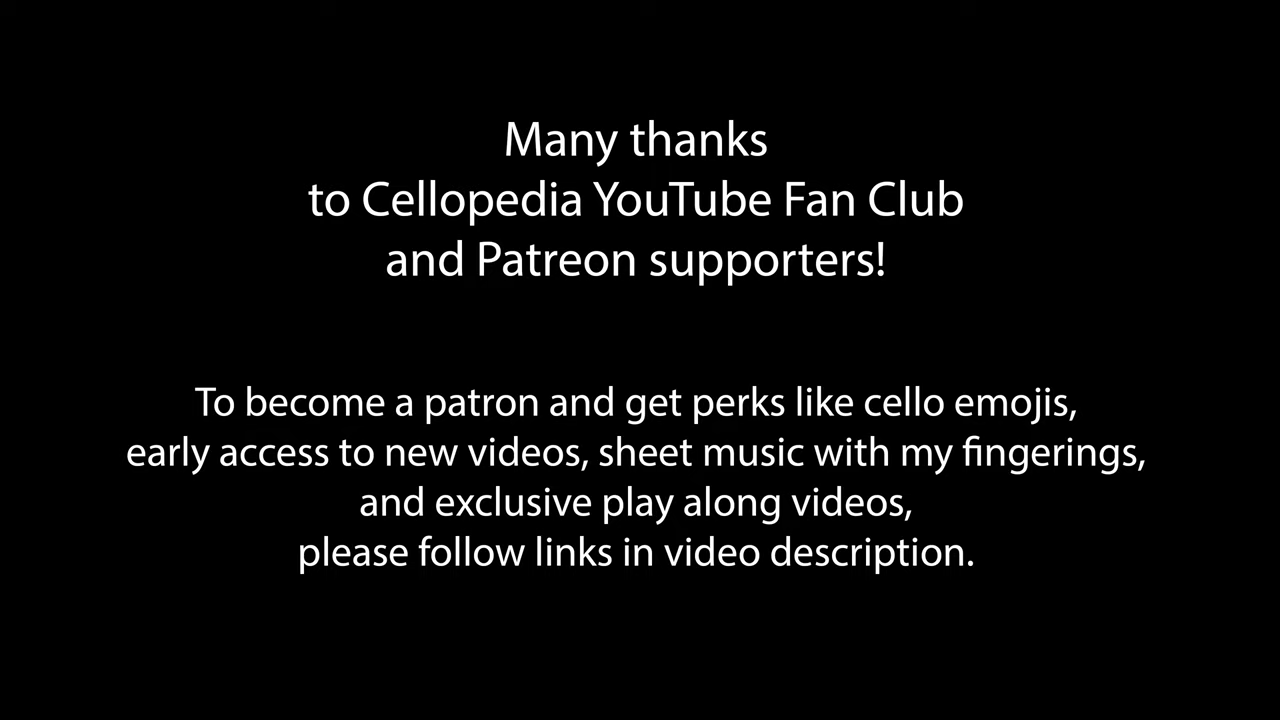 Many thanks
to Cellopedia YouTube Fan Club
and Patreon supporters!
To become a patron and get perks like cello emojis,
early access to new videos, sheet music with my fingerings,
and exclusive play along videos,
please follow links in video description.